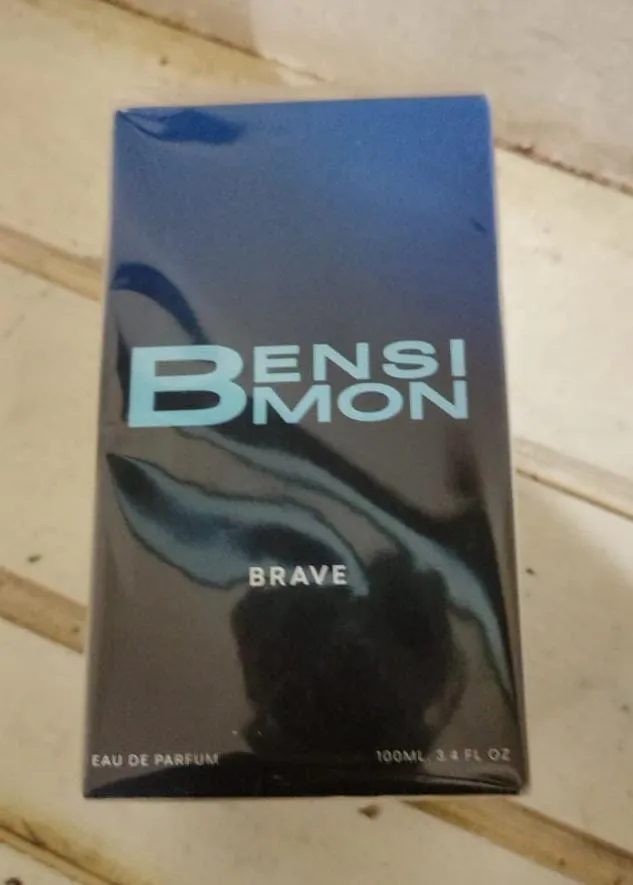 BENSI
MON
BRAVE
EAU DE PARFUM 100ML 3.4 FL OZ